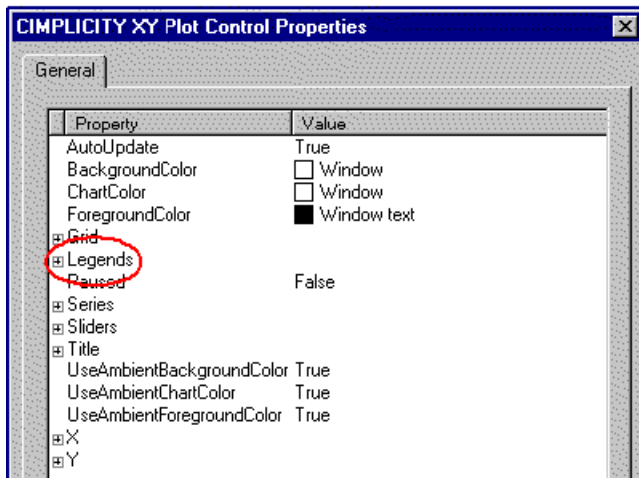 CIMPLICITY XY Plot Control Properties
General
Property Value
AutoUpdate True
BackgroundColor Window
ChartColor Window
ForegroundColor Window text
Grid
Legends
Paused False
Series
Sliders
Title
UseAmbientBackgroundColor True
UseAmbientChartColor True
UseAmbientForegroundColor True
X
Y